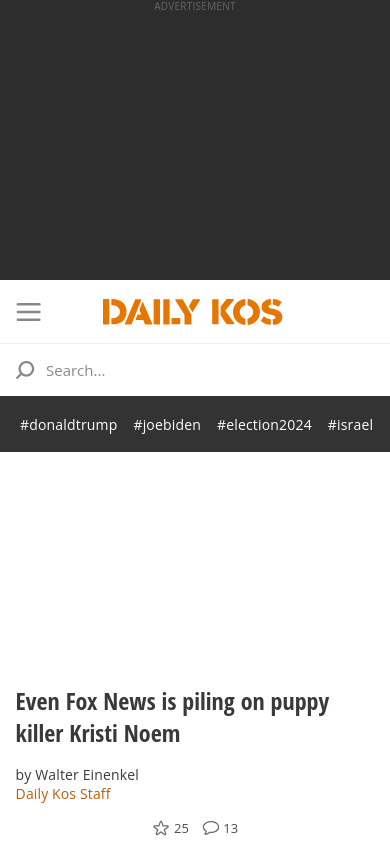 ADVERTISEMENT
DAILY KOS
Search...
#donaldtrump #joebiden #election2024 #israel
Even Fox News is piling on puppy
killer Kristi Noem
by Walter Einenkel
Daily Kos Staff
25 13